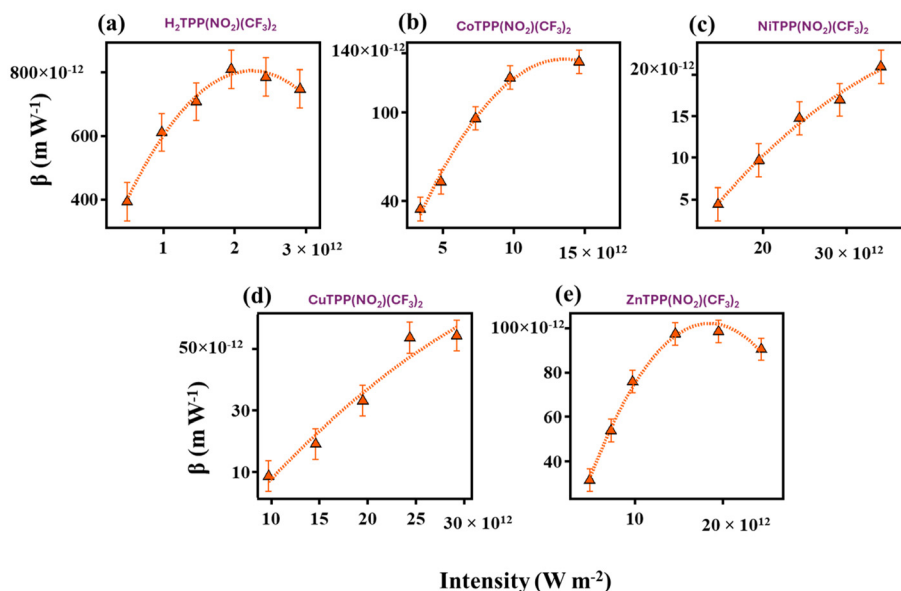 (a) H₂TPP(NO₂)(CF₃)₂
800×10⁻¹²
600
400
β (m W⁻¹)
1 2 3 × 10¹²
(b) CoTPP(NO₂)(CF₃)₂
140×10⁻¹²
100
40
5 10 15 × 10¹²
(c) NiTPP(NO₂)(CF₃)₂
20×10⁻¹²
15
10
5
20 30 × 10¹²
(d) CuTPP(NO₂)(CF₃)₂
50×10⁻¹²
30
10
β (m W⁻¹)
10 15 20 25 30 × 10¹²
(e) ZnTPP(NO₂)(CF₃)₂
100×10⁻¹²
80
60
40
10 20 × 10¹²
Intensity (W m⁻²)